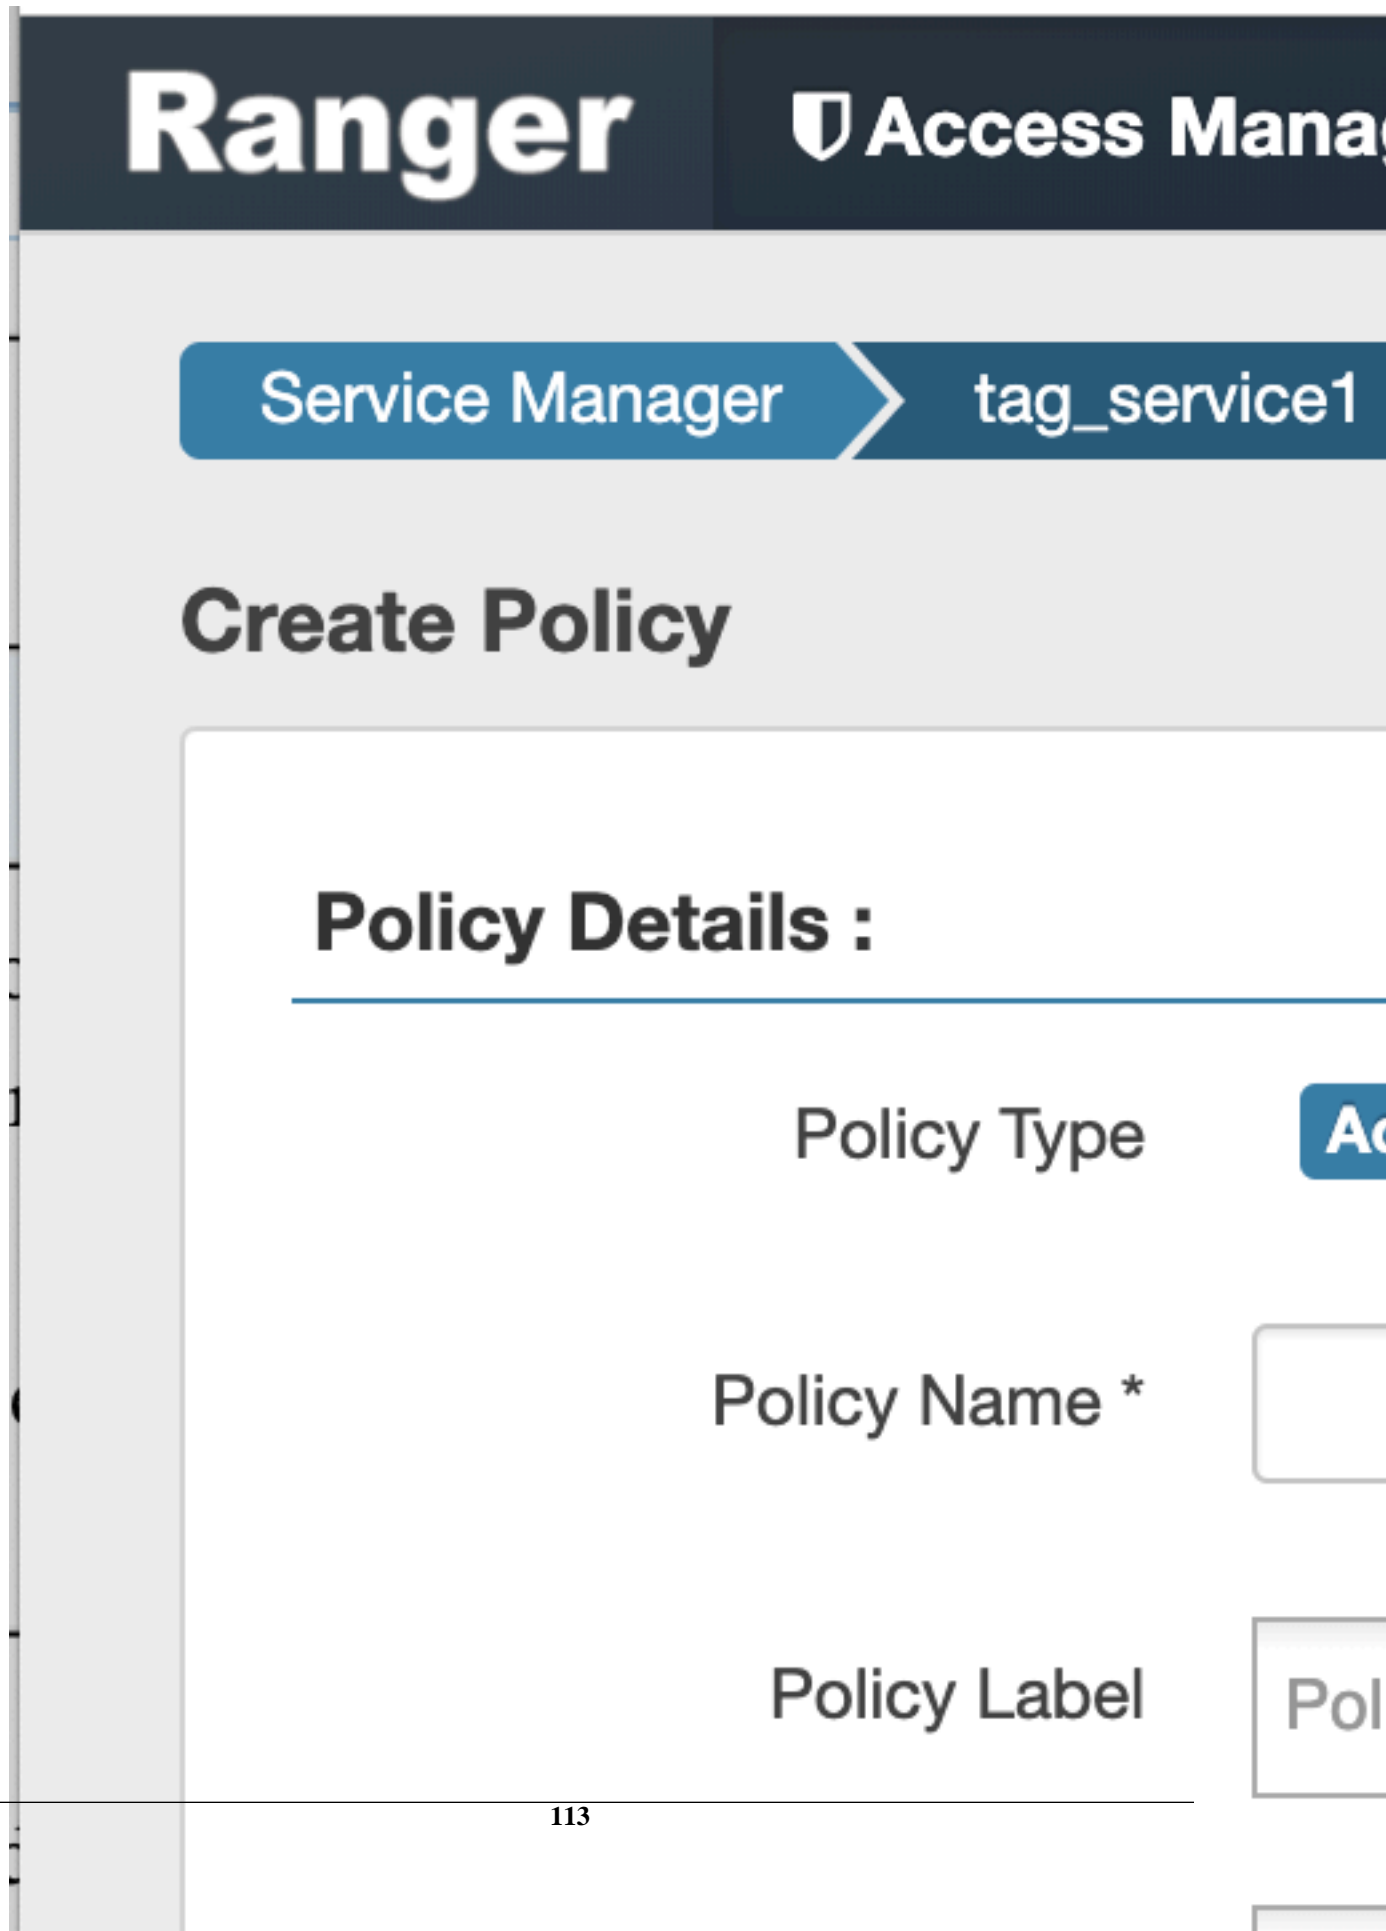 Ranger
Access Mana
Service Manager
tag_service1
Create Policy
Policy Details :
Policy Type
Policy Name *
Policy Label
Pol
113